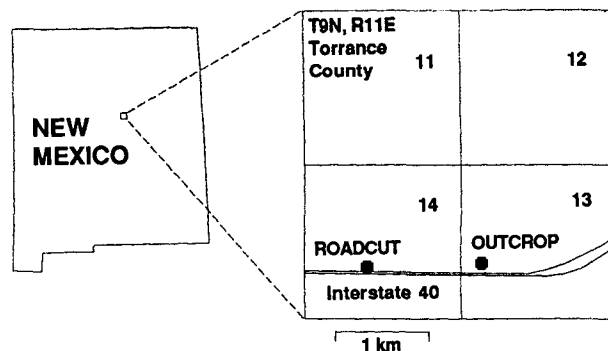 NEW
MEXICO
T9N, R11E
Torrance
County
11
12
14
13
ROADCUT
OUTCROP
Interstate 40
1 km